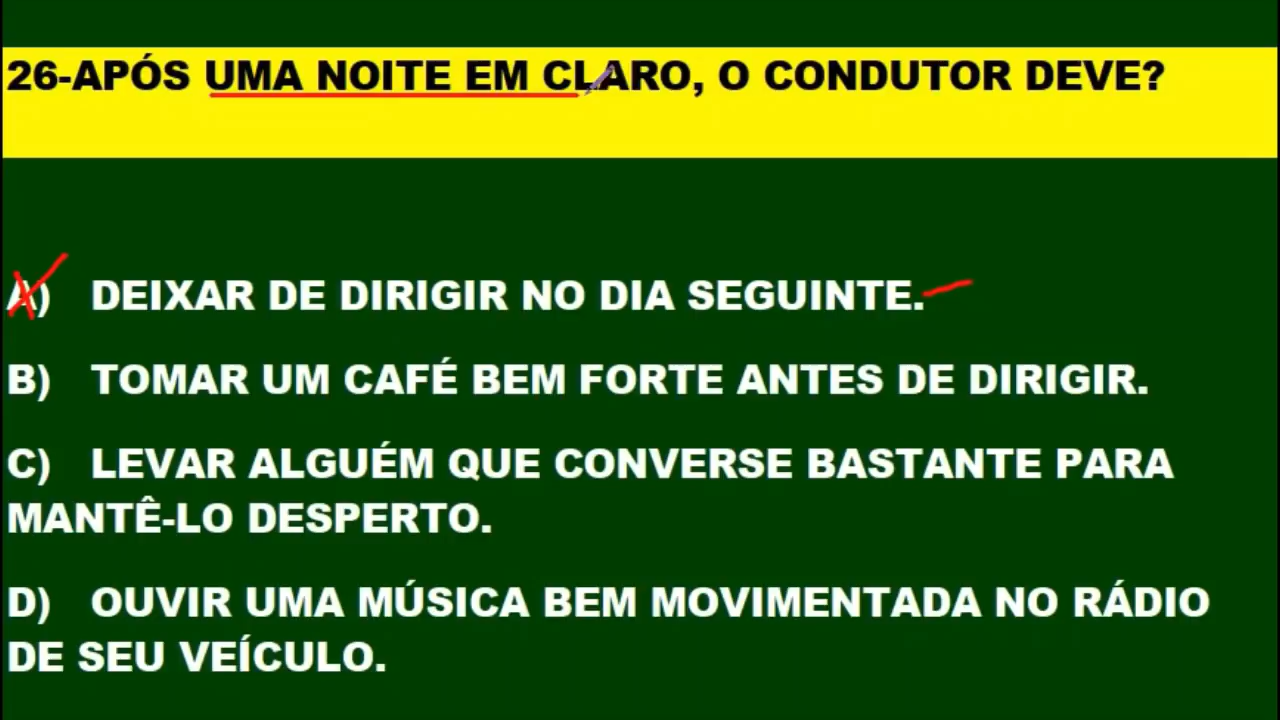 26-APÓS UMA NOITE EM CLARO, O CONDUTOR DEVE?
A) DEIXAR DE DIRIGIR NO DIA SEGUINTE.
B) TOMAR UM CAFÉ BEM FORTE ANTES DE DIRIGIR.
C) LEVAR ALGUÉM QUE CONVERSE BASTANTE PARA
MANTÊ-LO DESPERTO.
D) OUVIR UMA MÚSICA BEM MOVIMENTADA NO RÁDIO
DE SEU VEÍCULO.